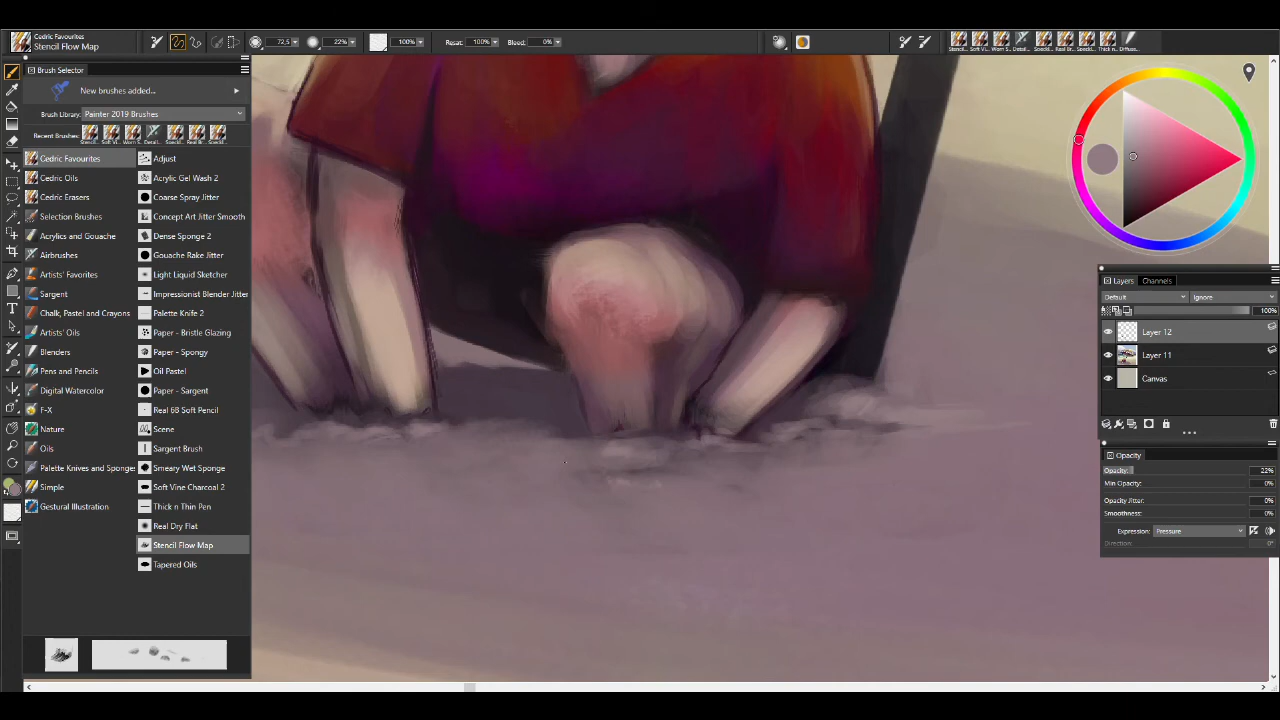 Cedric Favourites
Stencil Flow Map
72.5
22%
100%
Resat: 100%
Bleed: 0%
Brush Selector
New brushes added...
Brush Library: Painter 2019 Brushes
Recent Brushes:
Cedric Favourites
Cedric Oils
Cedric Erasers
Selection Brushes
Acrylics and Gouache
Airbrushes
Artists' Favorites
Sargent
Chalk, Pastel and Crayons
Artists' Oils
Blenders
Pens and Pencils
Digital Watercolor
F-X
Nature
Oils
Palette Knives and Sponges
Simple
Gestural Illustration
Adjust
Acrylic Gel Wash 2
Coarse Spray Jitter
Concept Art Jitter Smooth
Dense Sponge 2
Gouache Rake Jitter
Light Liquid Sketcher
Impressionist Blender Jitter
Palette Knife 2
Paper - Bristle Glazing
Paper - Spongy
Oil Pastel
Paper - Sargent
Real 6B Soft Pencil
Scene
Sargent Brush
Smeary Wet Sponge
Soft Vine Charcoal 2
Thick n Thin Pen
Real Dry Flat
Stencil Flow Map
Tapered Oils
Layers
Channels
Default
Ignore
100%
Layer 12
Layer 11
Canvas
Opacity
Opacity: 22%
Min Opacity: 0%
Opacity Jitter: 0%
Smoothness: 0%
Expression: Pressure
Direction: 0°